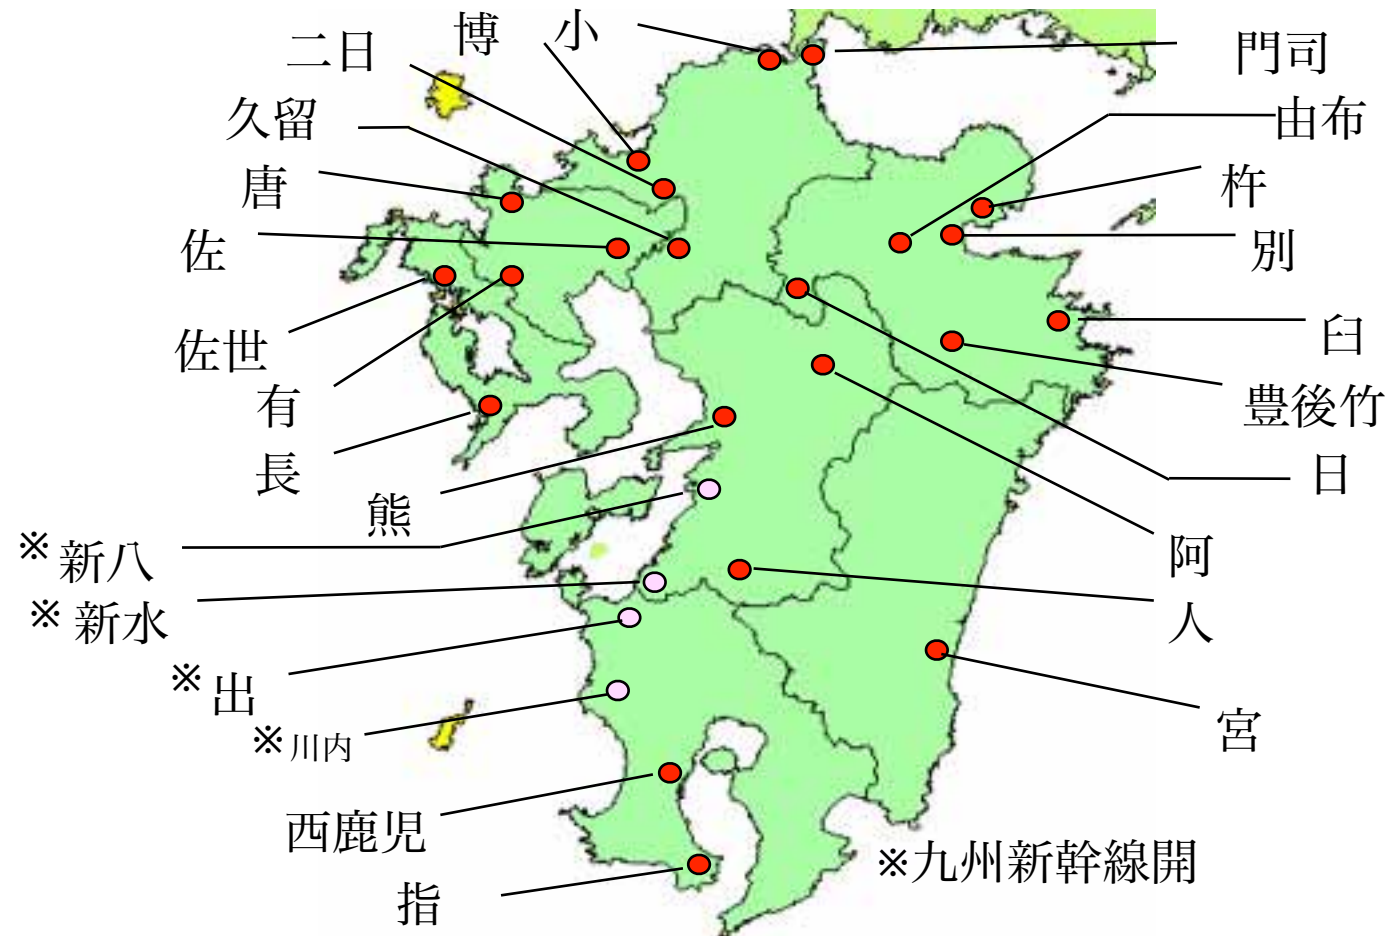 博
小
二日
門司
久留
由布
唐
杵
佐
別
佐世
臼
有
豊後竹
長
日
熊
※新八
阿
※新水
人
※出
宮
※川内
西鹿児
※九州新幹線開
指